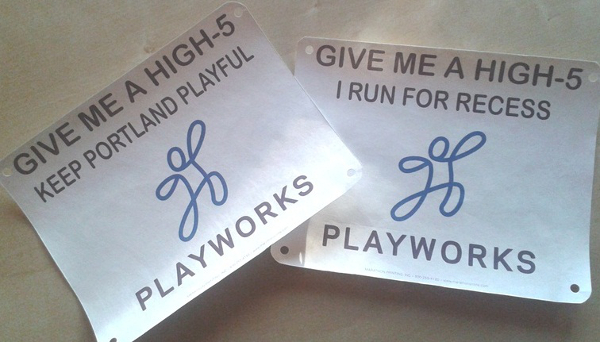 GIVE ME A HIGH-5
KEEP PORTLAND PLAYFUL
PLAYWORKS
GIVE ME A HIGH-5
I RUN FOR RECESS
PLAYWORKS